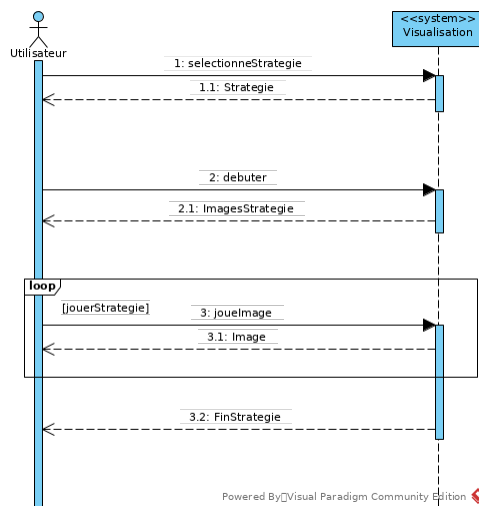 <<system>>
Visualisation
Utilisateur
1: selectionneStrategie
1.1: Strategie
2: debuter
2.1: ImagesStrategie
loop
[jouerStrategie]
3: joueImage
3.1: Image
3.2: FinStrategie
Powered By Visual Paradigm Community Edition